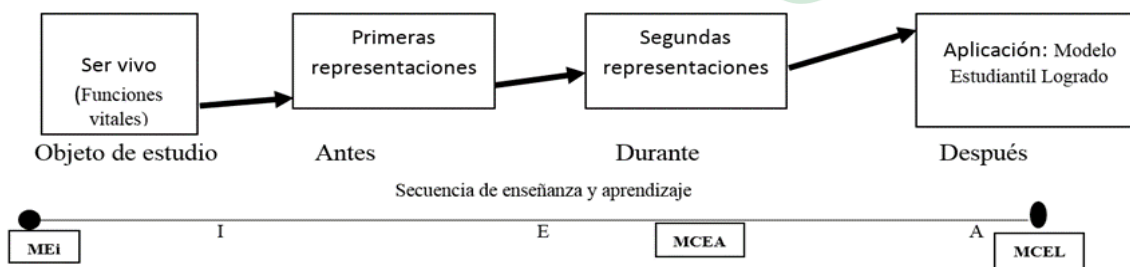 Ser vivo
(Funciones
vitales)
Primeras
representaciones
Segundas
representaciones
Aplicación: Modelo
Estudiantil Logrado
Objeto de estudio
Antes
Durante
Después
Secuencia de enseñanza y aprendizaje
I
E
A
MEi
MCEA
MCEL